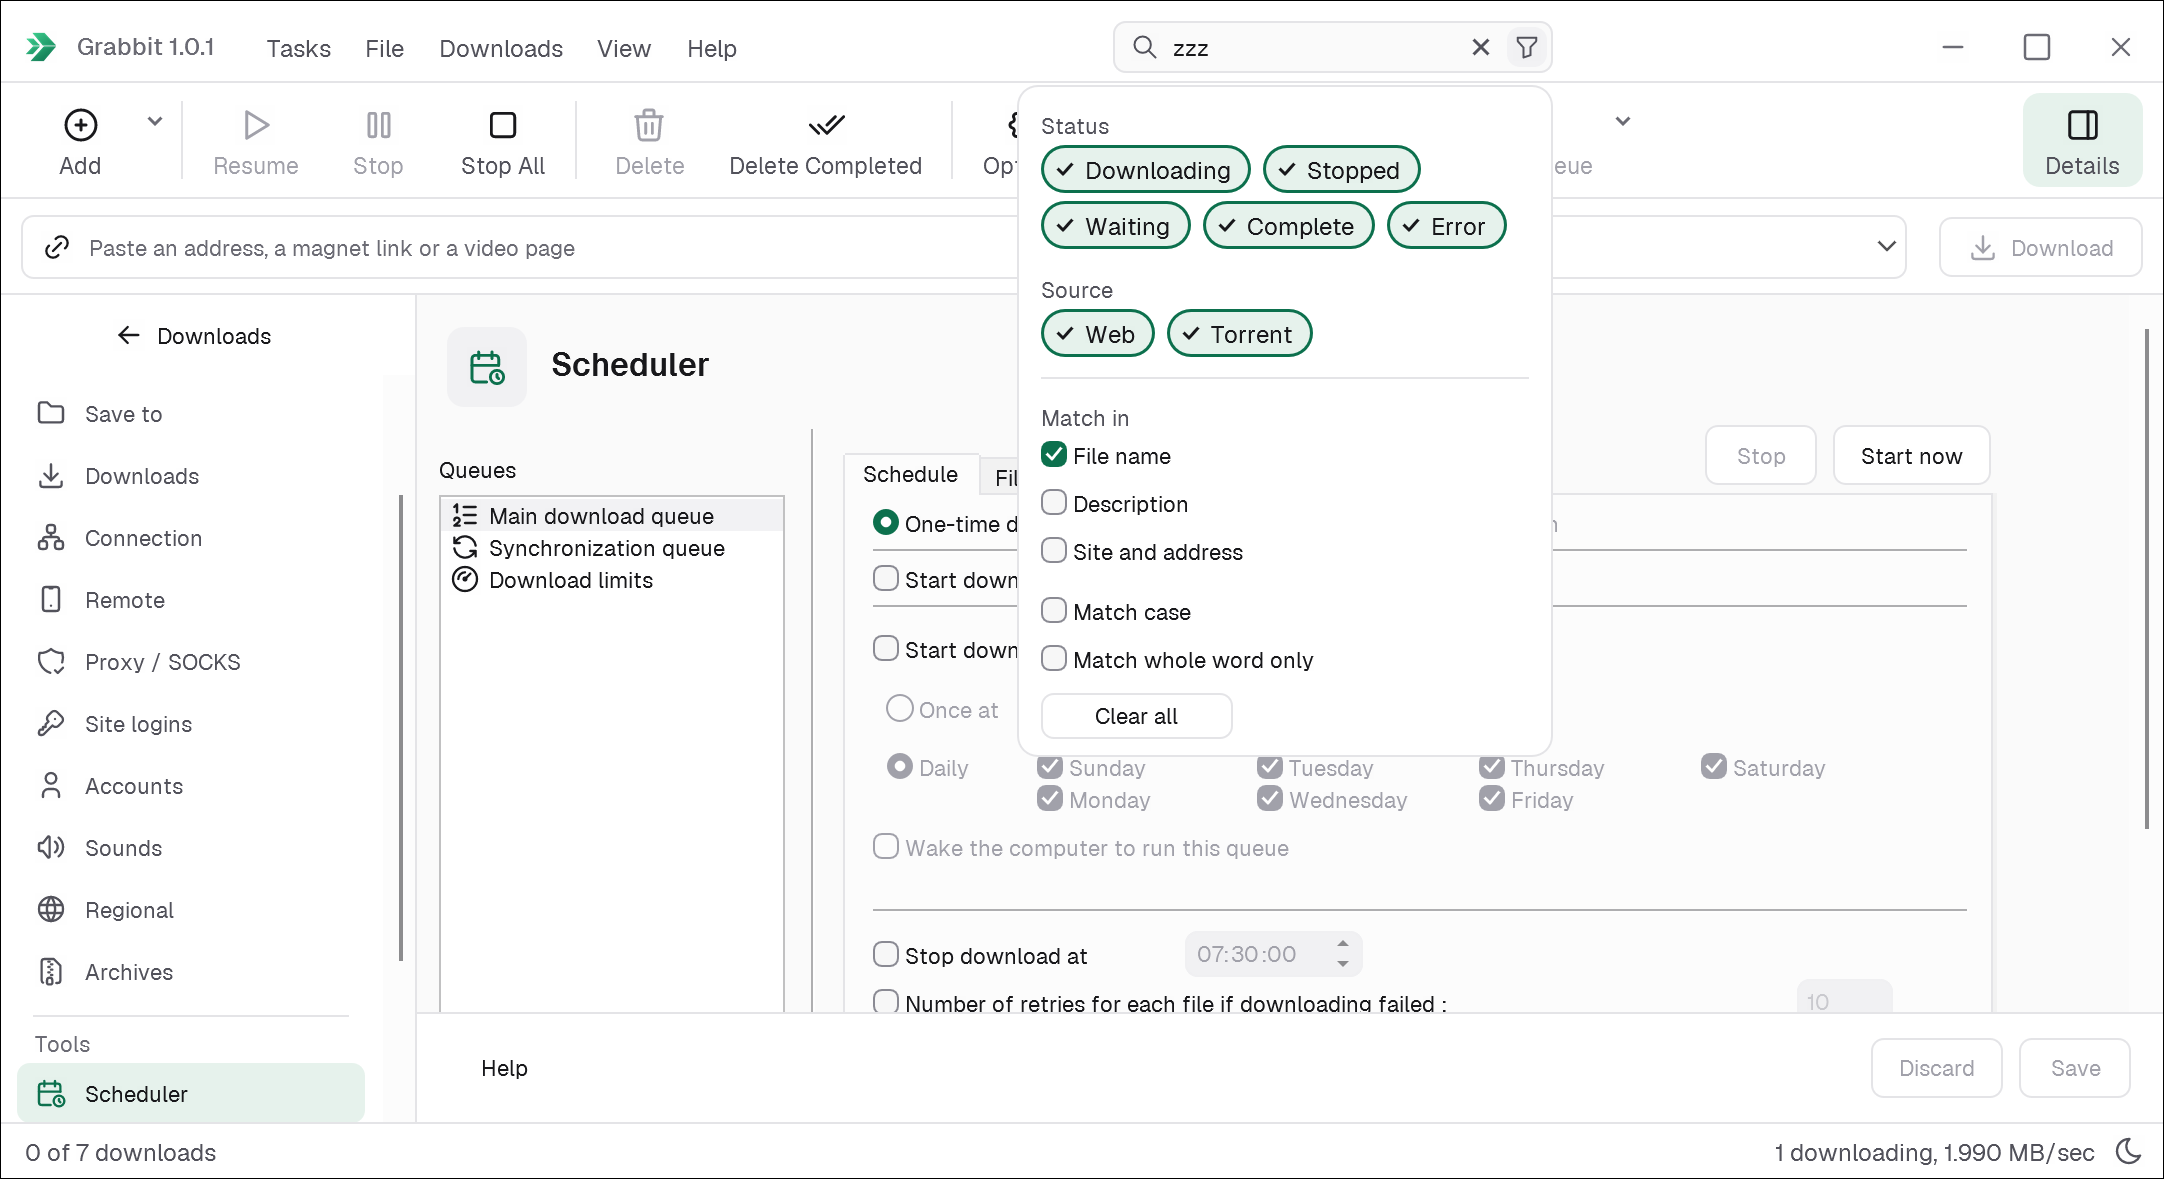 Grabbit 1.0.1 Tasks File Downloads View Help zzz
Add Resume Stop Stop All Delete Delete Completed Details
Paste an address, a magnet link or a video page Download
Status
Downloading Stopped
Waiting Complete Error
Source
Web Torrent
Match in
File name
Description
Site and address
Match case
Match whole word only
Clear all
Downloads
Save to
Downloads
Connection
Remote
Proxy / SOCKS
Site logins
Accounts
Sounds
Regional
Archives
Tools
Scheduler
Scheduler
Queues
Main download queue
Synchronization queue
Download limits
Stop Start now
Schedule
One-time
Start
Start
Once at
Daily Sunday Tuesday Thursday Saturday
Monday Wednesday Friday
Wake the computer to run this queue
Stop download at 07:30:00
Number of retries for each file if downloading failed : 10
Help Discard Save
0 of 7 downloads 1 downloading, 1.990 MB/sec